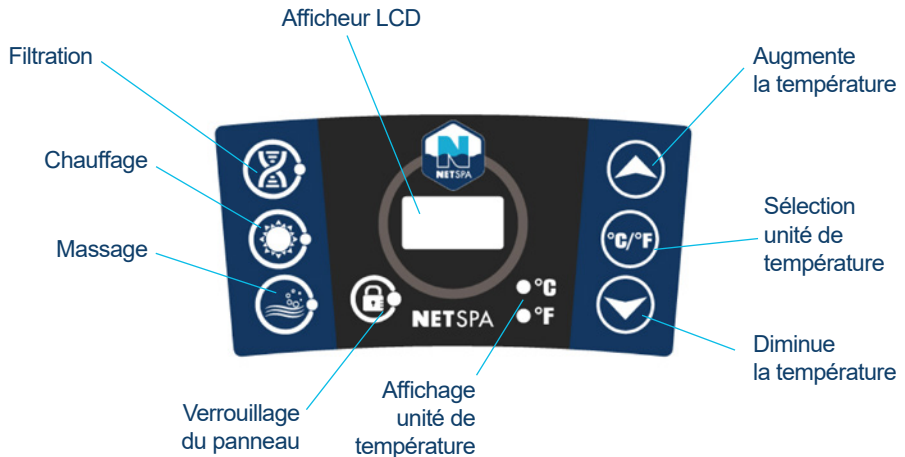 Afficheur LCD
Filtration
Augmente
la température
Chauffage
Massage
Sélection
unité de
température
N
NETSPA
°C/°F
°C
NETSPA
°F
Diminue
la température
Verrouillage
du panneau
Affichage
unité de
température